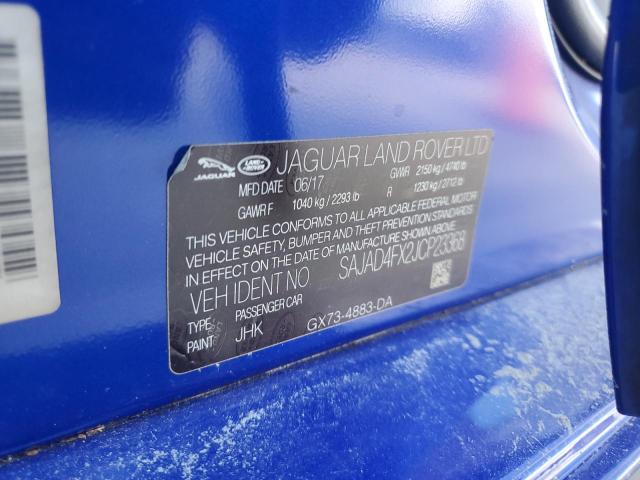 JAGUAR
LAND ROVER
JAGUAR LAND ROVER LTD
MFD DATE 06/17 GVWR 2150 kg / 4740 lb
GAWR F 1040 kg / 2293 lb R 1230 kg / 2712 lb
THIS VEHICLE CONFORMS TO ALL APPLICABLE FEDERAL MOTOR
VEHICLE SAFETY, BUMPER AND THEFT PREVENTION STANDARDS
IN EFFECT ON THE DATE OF MANUFACTURE SHOWN ABOVE.
VEH IDENT NO SAJAD4FX2JCP23368
TYPE: PASSENGER CAR
PAINT JHK GX73-4883-DA